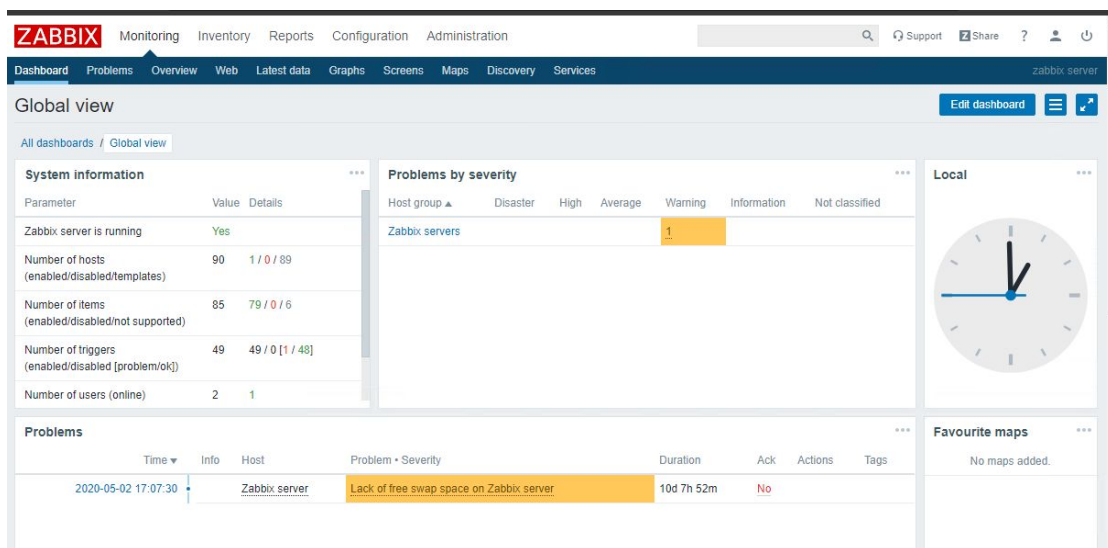 ZABBIX Monitoring Inventory Reports Configuration Administration Support Z Share ?
Dashboard Problems Overview Web Latest data Graphs Screens Maps Discovery Services zabbix server
Global view Edit dashboard
All dashboards / Global view
System information
Parameter Value Details
Zabbix server is running Yes
Number of hosts 90 1 / 0 / 89
(enabled/disabled/templates)
Number of items 85 79 / 0 / 6
(enabled/disabled/not supported)
Number of triggers 49 49 / 0 [1 / 48]
(enabled/disabled [problem/ok])
Number of users (online) 2 1
Problems by severity
Host group ▲ Disaster High Average Warning Information Not classified
Zabbix servers 1
Local
Problems
Time ▼ Info Host Problem • Severity Duration Ack Actions Tags
2020-05-02 17:07:30 Zabbix server Lack of free swap space on Zabbix server 10d 7h 52m No
Favourite maps
No maps added.